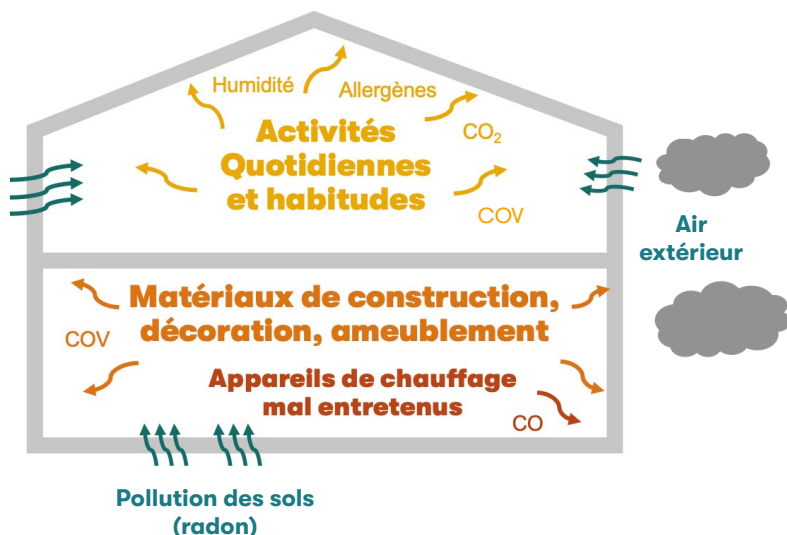 Humidité
Allergènes
Activités
Quotidiennes
et habitudes
CO₂
COV
Air
extérieur
Matériaux de construction,
décoration, ameublement
COV
Appareils de chauffage
mal entretenus
CO
Pollution des sols
(radon)